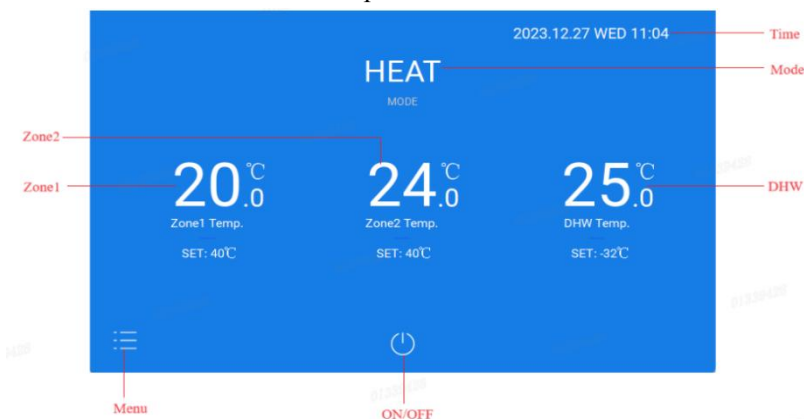 2023.12.27 WED 11:04
Time
HEAT
Mode
MODE
Zone2
Zone1
20.0℃
24.0℃
25.0℃
DHW
Zone1 Temp.
Zone2 Temp.
DHW Temp.
SET: 40℃
SET: 40℃
SET: -32℃
Menu
ON/OFF